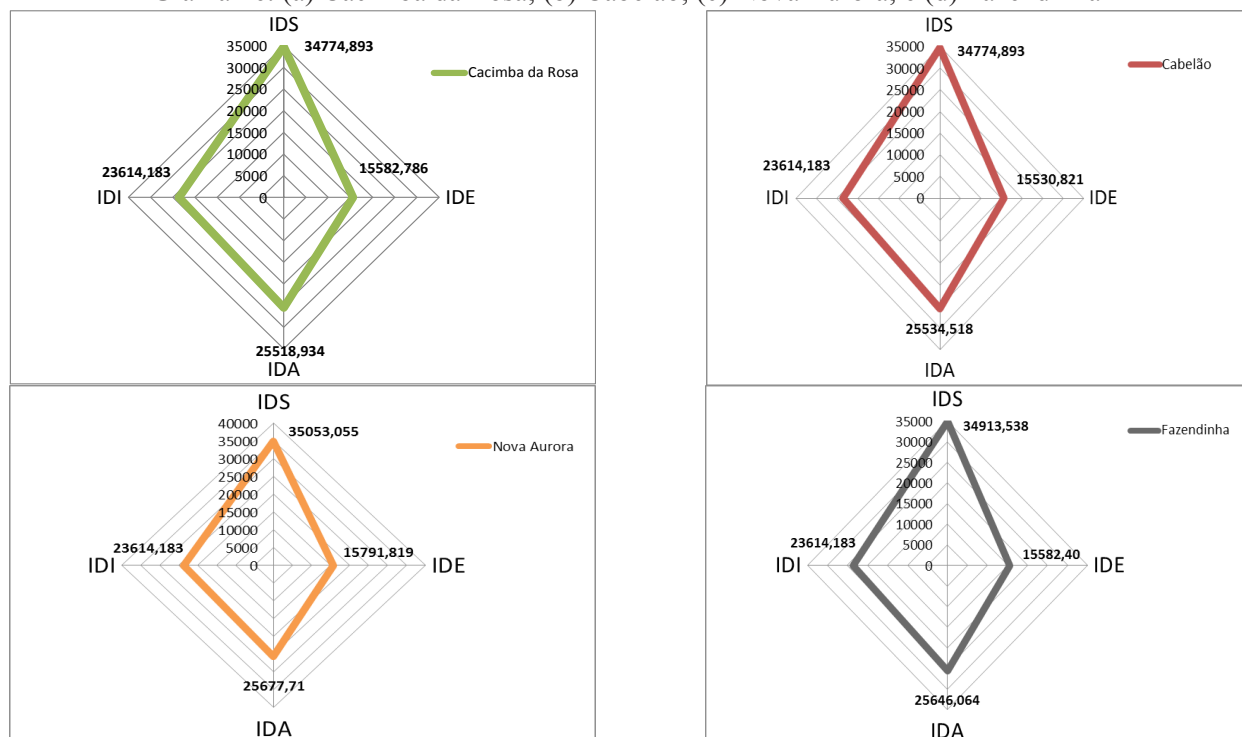 IDS
35000
34774,893
30000
Cacimba da Rosa
25000
20000
15000
10000
23614,183
15582,786
5000
IDI
0
IDE
25518,934
IDA
IDS
35000
34774,893
30000
Cabelão
25000
20000
15000
10000
23614,183
15530,821
5000
IDI
0
IDE
25534,518
IDA
IDS
40000
35053,055
35000
Nova Aurora
30000
25000
20000
15000
10000
23614,183
15791,819
5000
IDI
0
IDE
25677,71
IDA
IDS
35000
34913,538
30000
Fazendinha
25000
20000
15000
10000
23614,183
15582,40
5000
IDI
0
IDE
25646,064
IDA